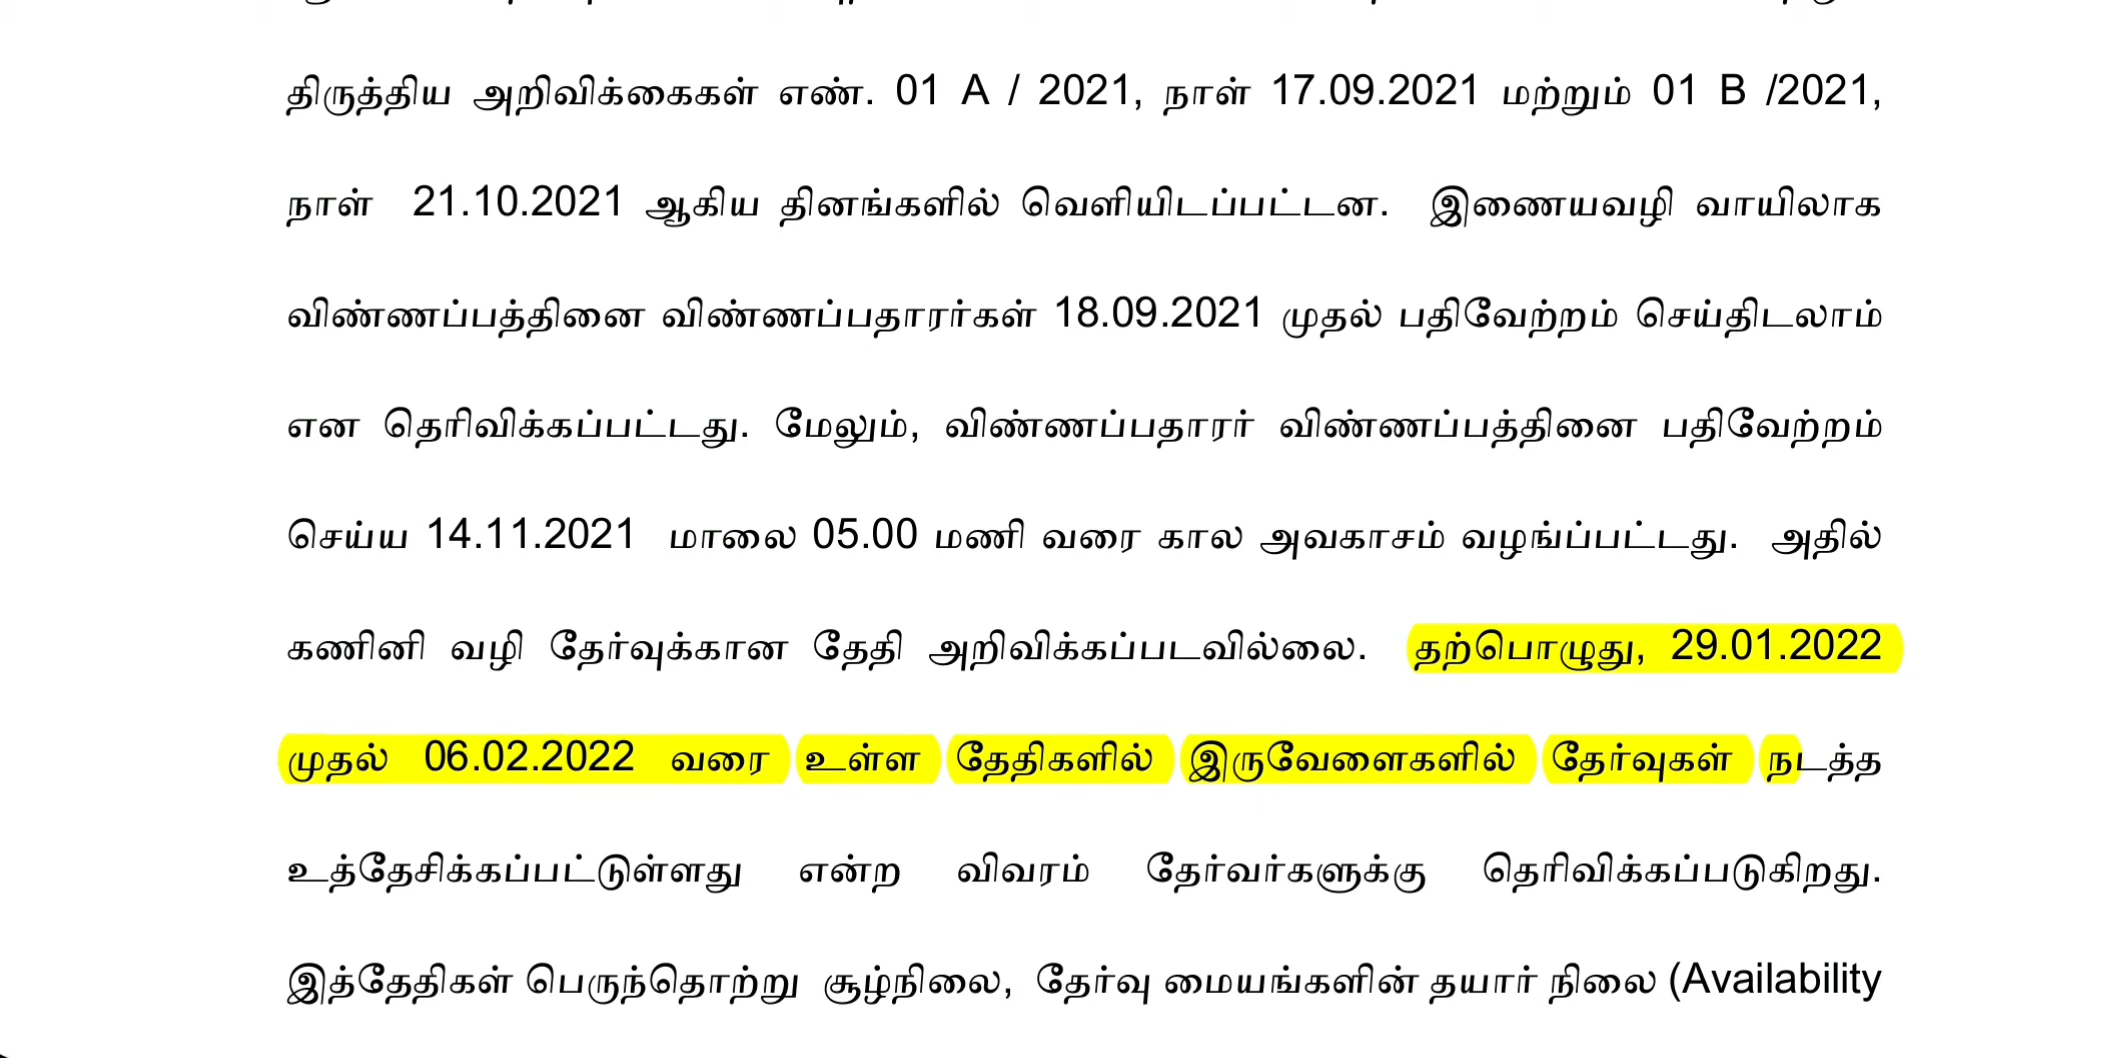 திருத்திய அறிவிக்கைகள் எண். 01 A / 2021, நாள் 17.09.2021 மற்றும் 01 B /2021,
நாள் 21.10.2021 ஆகிய தினங்களில் வெளியிடப்பட்டன. இணையவழி வாயிலாக
விண்ணப்பத்தினை விண்ணப்பதாரர்கள் 18.09.2021 முதல் பதிவேற்றம் செய்திடலாம்
என தெரிவிக்கப்பட்டது. மேலும், விண்ணப்பதாரர் விண்ணப்பத்தினை பதிவேற்றம்
செய்ய 14.11.2021 மாலை 05.00 மணி வரை கால அவகாசம் வழங்ப்பட்டது. அதில்
கணினி வழி தேர்வுக்கான தேதி அறிவிக்கப்படவில்லை. தற்பொழுது, 29.01.2022
முதல் 06.02.2022 வரை உள்ள தேதிகளில் இருவேளைகளில் தேர்வுகள் நடத்த
உத்தேசிக்கப்பட்டுள்ளது என்ற விவரம் தேர்வர்களுக்கு தெரிவிக்கப்படுகிறது.
இத்தேதிகள் பெருந்தொற்று சூழ்நிலை, தேர்வு மையங்களின் தயார் நிலை (Availability